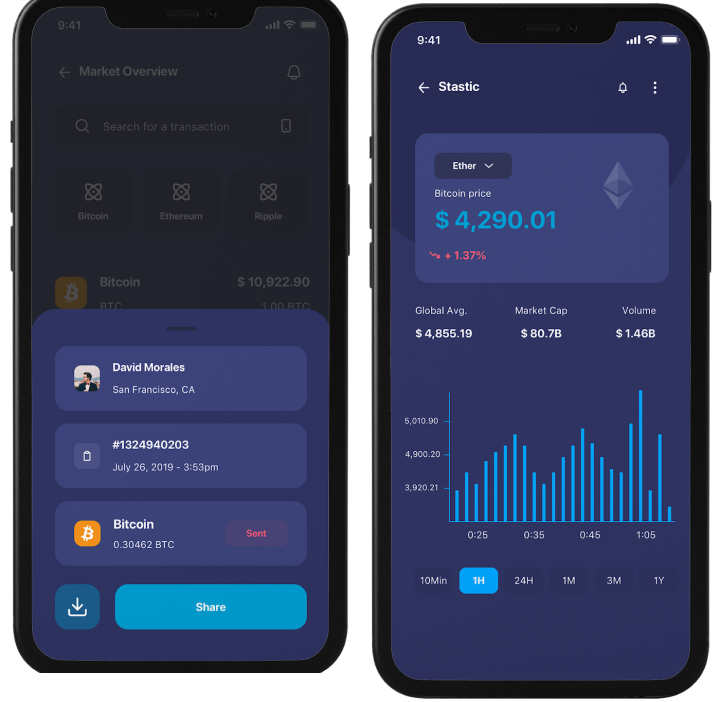 9:41
Market Overview
Search for a transaction
Bitcoin
Ethereum
Ripple
Bitcoin
$ 10,922.90
BTC
1.00 BTC
David Morales
San Francisco, CA
#1324940203
July 26, 2019 - 3:53pm
Bitcoin
0.30462 BTC
Sent
Share
9:41
Stastic
Ether
Bitcoin price
$ 4,290.01
+ 1.37%
Global Avg.
Market Cap
Volume
$ 4,855.19
$ 80.7B
$ 1.46B
5,010.90
4,900.20
3,920.21
0:25
0:35
0:45
1:05
10Min
1H
24H
1M
3M
1Y